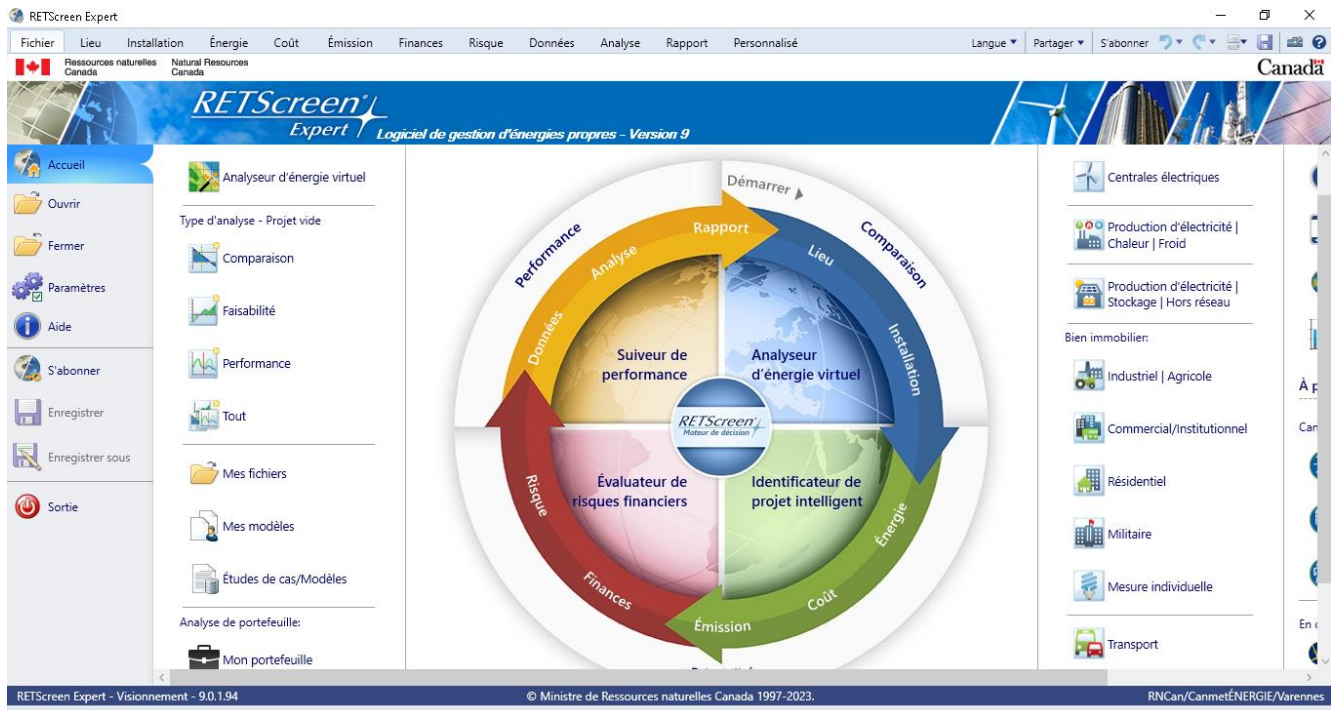 RETScreen Expert
Fichier Lieu Installation Énergie Coût Émission Finances Risque Données Analyse Rapport Personnalisé Langue Partager S'abonner
Ressources naturelles Canada
Natural Resources Canada
Canada
RETScreen
Expert
Logiciel de gestion d'énergies propres - Version 9
Accueil
Ouvrir
Fermer
Paramètres
Aide
S'abonner
Enregistrer
Enregistrer sous
Sortie
Analyseur d'énergie virtuel
Type d'analyse - Projet vide
Comparaison
Faisabilité
Performance
Tout
Mes fichiers
Mes modèles
Études de cas/Modèles
Analyse de portefeuille:
Mon portefeuille
Démarrer
Performance
Comparaison
Rapport
Lieu
Analyse
Installation
Données
Suiveur de
performance
Analyseur
d'énergie virtuel
RETScreen
Moteur de décision
Évaluateur de
risques financiers
Identificateur de
projet intelligent
Risque
Énergie
Finances
Coût
Émission
Centrales électriques
Production d'électricité |
Chaleur | Froid
Production d'électricité |
Stockage | Hors réseau
Bien immobilier:
Industriel | Agricole
Commercial/Institutionnel
Résidentiel
Militaire
Mesure individuelle
Transport
À p
Can
En
RETScreen Expert - Visionnement - 9.0.1.94
© Ministre de Ressources naturelles Canada 1997-2023.
RNCan/CanmetÉNERGIE/Varennes